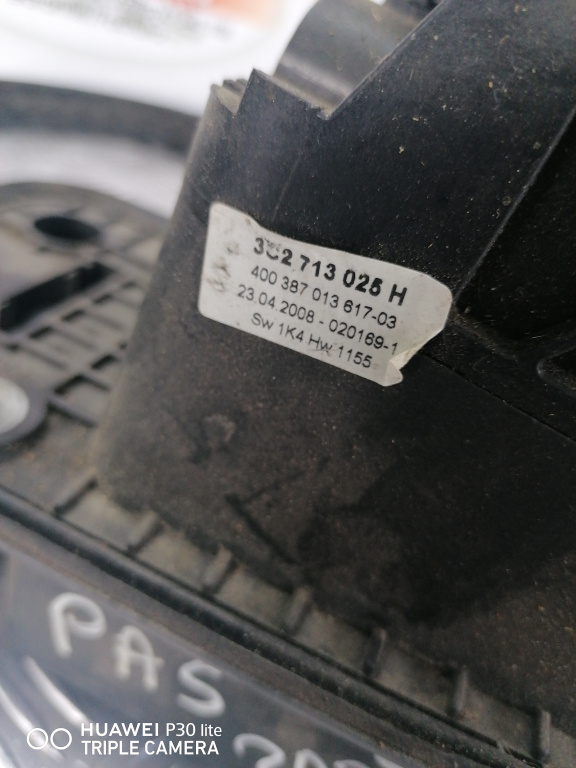 3C2 713 025 H
400 387 013 617-03
23.04.2008 - 020169-1
Sw 1K4 Hw 1155
PAS
HUAWEI P30 lite
TRIPLE CAMERA